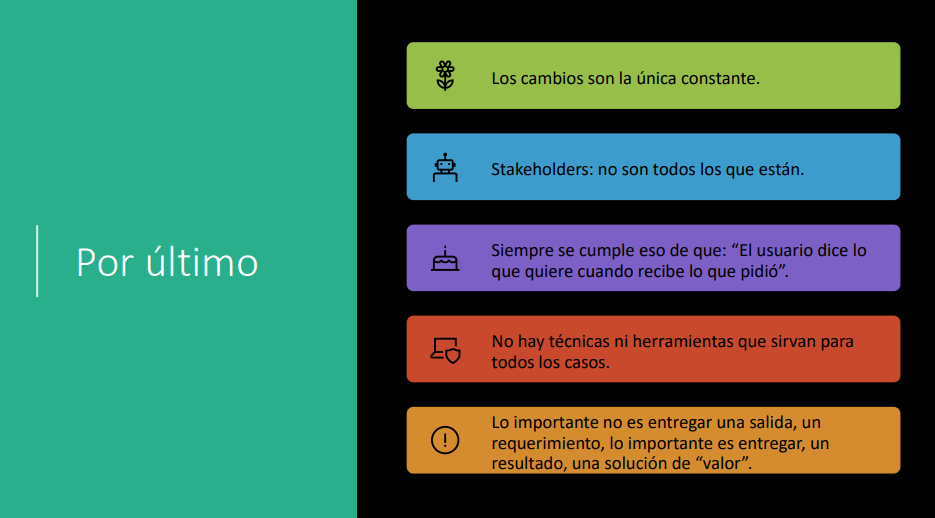 Por último
Los cambios son la única constante.
Stakeholders: no son todos los que están.
Siempre se cumple eso de que: “El usuario dice lo
que quiere cuando recibe lo que pidió”.
No hay técnicas ni herramientas que sirvan para
todos los casos.
Lo importante no es entregar una salida, un
requerimiento, lo importante es entregar, un
resultado, una solución de “valor”.